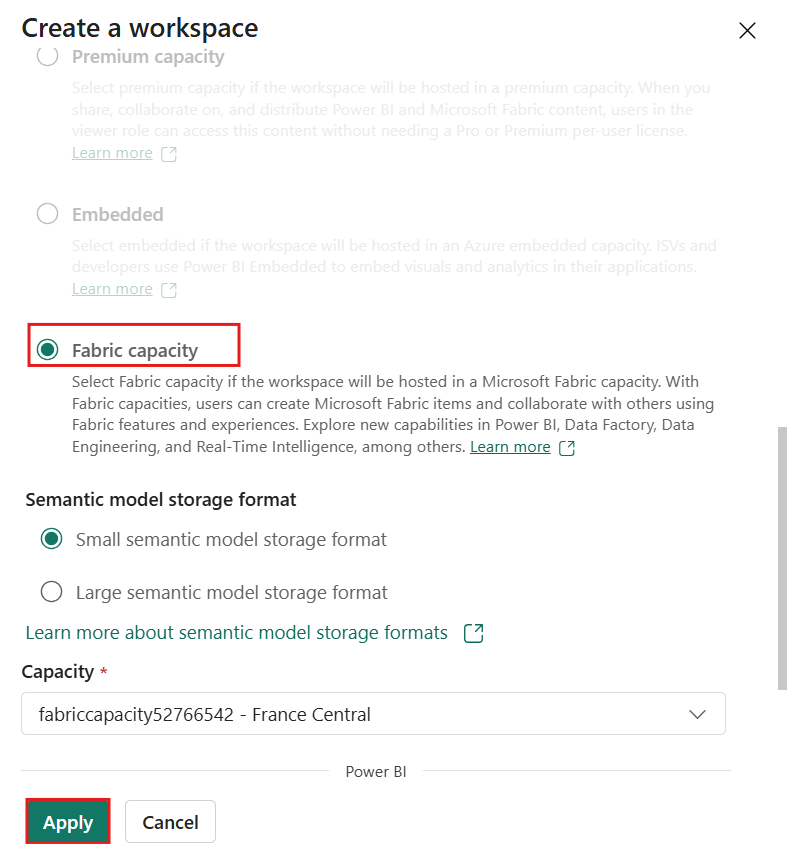 Create a workspace
Premium capacity
Select premium capacity if the workspace will be hosted in a premium capacity. When you
share, collaborate on, and distribute Power BI and Microsoft Fabric content, users in the
viewer role can access this content without needing a Pro or Premium per-user license.
Learn more
Embedded
Select embedded if the workspace will be hosted in an Azure embedded capacity. ISVs and
developers use Power BI Embedded to embed visuals and analytics in their applications.
Learn more
Fabric capacity
Select Fabric capacity if the workspace will be hosted in a Microsoft Fabric capacity. With
Fabric capacities, users can create Microsoft Fabric items and collaborate with others using
Fabric features and experiences. Explore new capabilities in Power BI, Data Factory, Data
Engineering, and Real-Time Intelligence, among others. Learn more
Semantic model storage format
Small semantic model storage format
Large semantic model storage format
Learn more about semantic model storage formats
Capacity *
fabriccapacity52766542 - France Central
Power BI
Apply Cancel